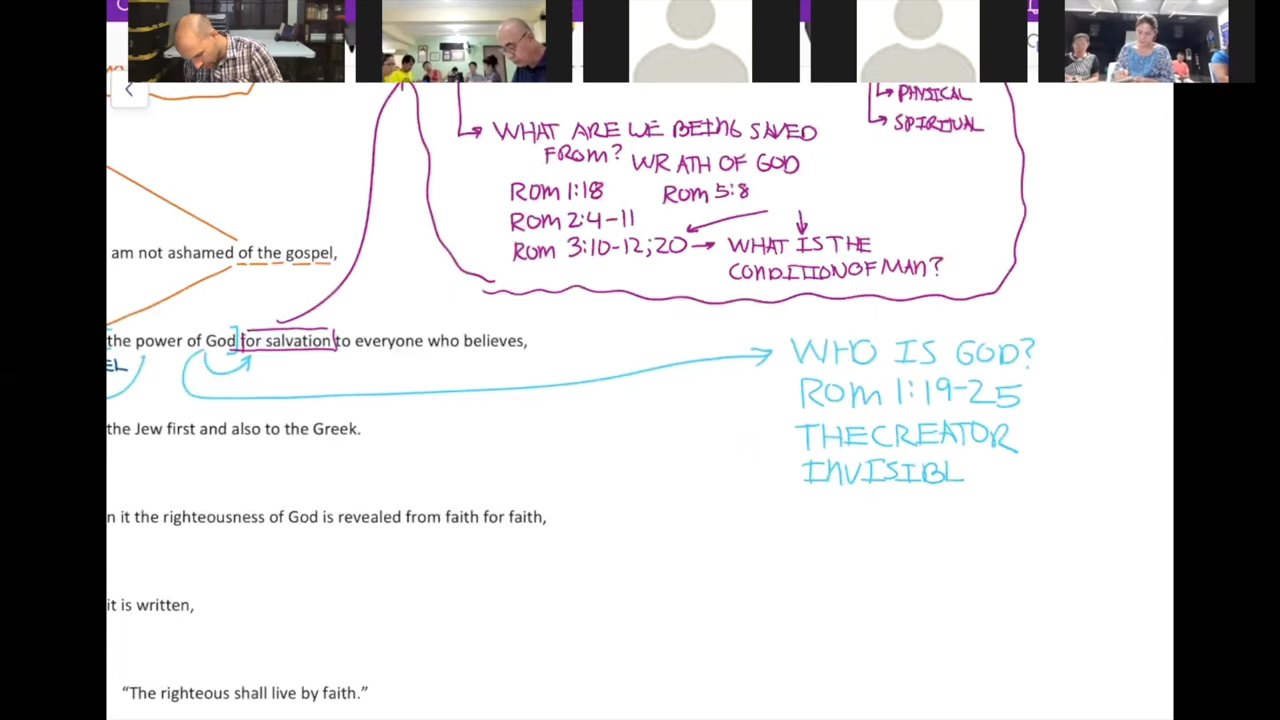 PHYSICAL
SPIRITUAL
WHAT ARE WE BEING SAVED
FROM? WRATH OF GOD
Rom 1:18 Rom 5:8
Rom 2:4-11
Rom 3:10-12;20 → WHAT IS THE
CONDITION OF MAN?
am not ashamed of the gospel,
the power of God for salvation to everyone who believes,
EL
WHO IS GOD?
Rom 1:19-25
THE CREATOR
INVISIBL
the Jew first and also to the Greek.
n it the righteousness of God is revealed from faith for faith,
it is written,
“The righteous shall live by faith.”